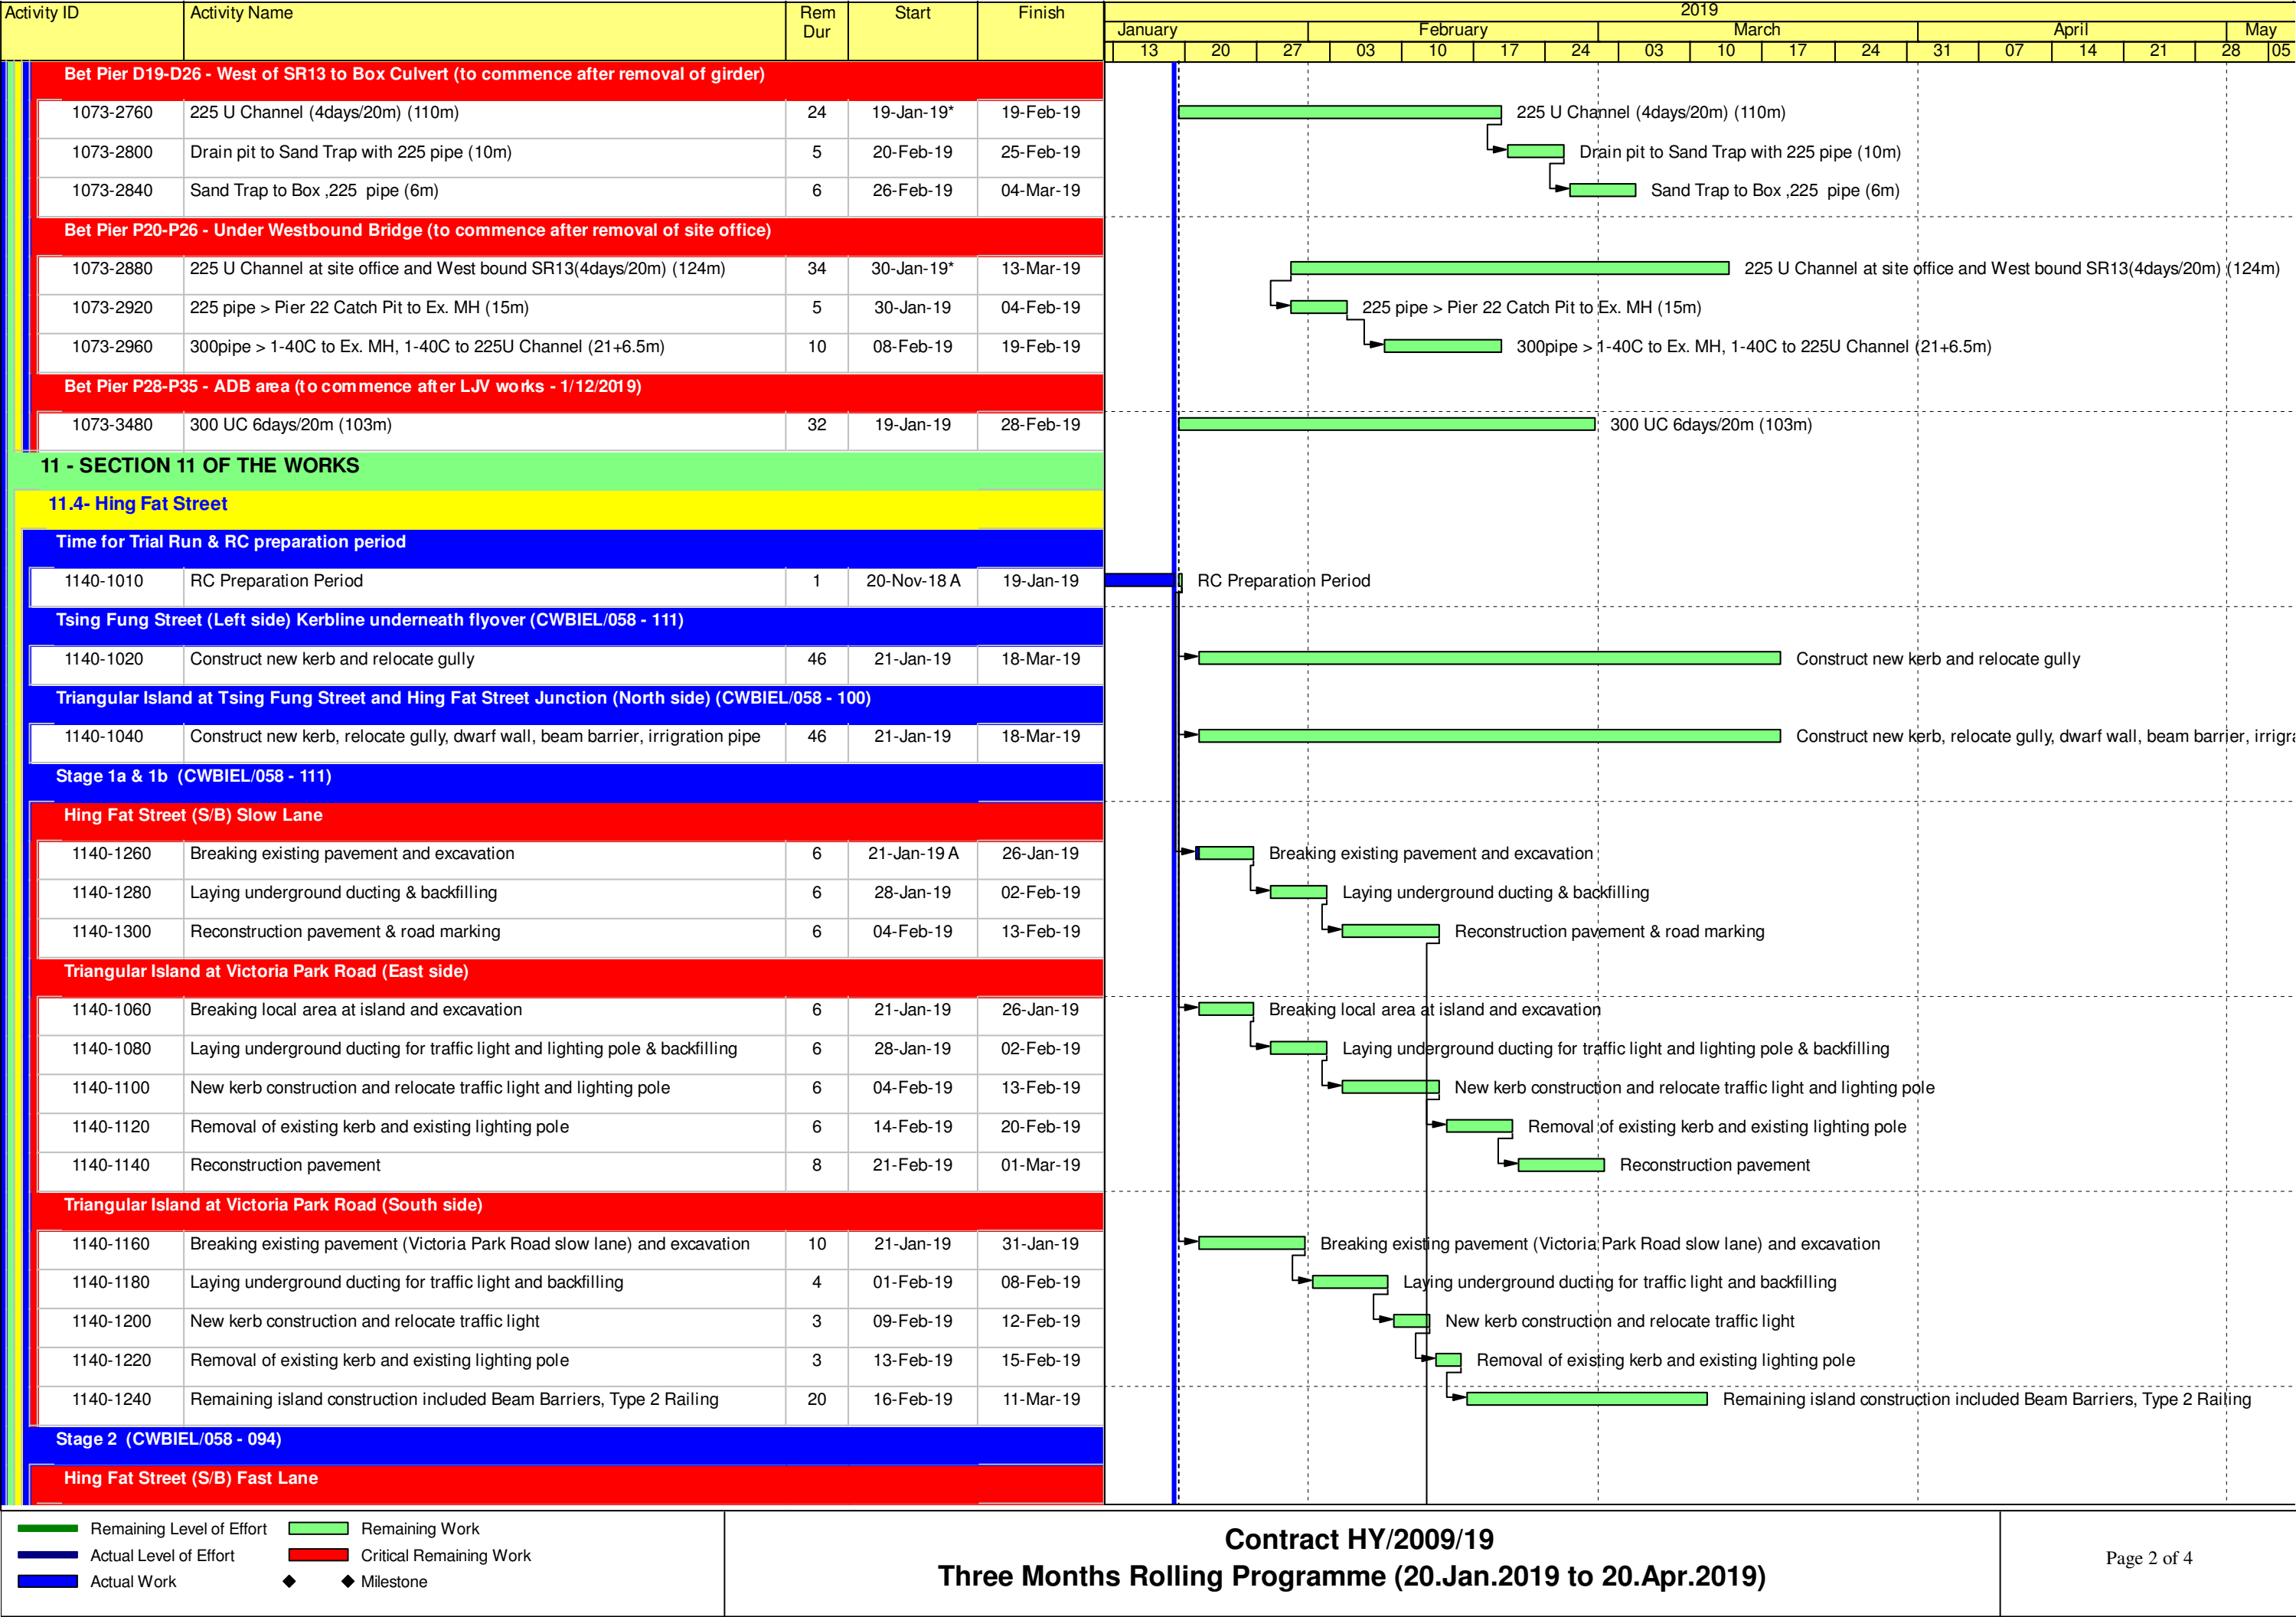 Activity ID Activity Name Rem Dur Start Finish 2019
January February March April May
13 20 27 03 10 17 24 03 10 17 24 31 07 14 21 28 05
Bet Pier D19-D26 - West of SR13 to Box Culvert (to commence after removal of girder)
1073-2760 225 U Channel (4days/20m) (110m) 24 19-Jan-19* 19-Feb-19 225 U Channel (4days/20m) (110m)
1073-2800 Drain pit to Sand Trap with 225 pipe (10m) 5 20-Feb-19 25-Feb-19 Drain pit to Sand Trap with 225 pipe (10m)
1073-2840 Sand Trap to Box ,225 pipe (6m) 6 26-Feb-19 04-Mar-19 Sand Trap to Box ,225 pipe (6m)
Bet Pier P20-P26 - Under Westbound Bridge (to commence after removal of site office)
1073-2880 225 U Channel at site office and West bound SR13(4days/20m) (124m) 34 30-Jan-19* 13-Mar-19 225 U Channel at site office and West bound SR13(4days/20m) (124m)
1073-2920 225 pipe > Pier 22 Catch Pit to Ex. MH (15m) 5 30-Jan-19 04-Feb-19 225 pipe > Pier 22 Catch Pit to Ex. MH (15m)
1073-2960 300pipe > 1-40C to Ex. MH, 1-40C to 225U Channel (21+6.5m) 10 08-Feb-19 19-Feb-19 300pipe > 1-40C to Ex. MH, 1-40C to 225U Channel (21+6.5m)
Bet Pier P28-P35 - ADB area (to commence after LJV works - 1/12/2019)
1073-3480 300 UC 6days/20m (103m) 32 19-Jan-19 28-Feb-19 300 UC 6days/20m (103m)
11 - SECTION 11 OF THE WORKS
11.4- Hing Fat Street
Time for Trial Run & RC preparation period
1140-1010 RC Preparation Period 1 20-Nov-18 A 19-Jan-19 RC Preparation Period
Tsing Fung Street (Left side) Kerbline underneath flyover (CWBIEL/058 - 111)
1140-1020 Construct new kerb and relocate gully 46 21-Jan-19 18-Mar-19 Construct new kerb and relocate gully
Triangular Island at Tsing Fung Street and Hing Fat Street Junction (North side) (CWBIEL/058 - 100)
1140-1040 Construct new kerb, relocate gully, dwarf wall, beam barrier, irrigration pipe 46 21-Jan-19 18-Mar-19 Construct new kerb, relocate gully, dwarf wall, beam barrier, irrigra
Stage 1a & 1b (CWBIEL/058 - 111)
Hing Fat Street (S/B) Slow Lane
1140-1260 Breaking existing pavement and excavation 6 21-Jan-19 A 26-Jan-19 Breaking existing pavement and excavation
1140-1280 Laying underground ducting & backfilling 6 28-Jan-19 02-Feb-19 Laying underground ducting & backfilling
1140-1300 Reconstruction pavement & road marking 6 04-Feb-19 13-Feb-19 Reconstruction pavement & road marking
Triangular Island at Victoria Park Road (East side)
1140-1060 Breaking local area at island and excavation 6 21-Jan-19 26-Jan-19 Breaking local area at island and excavation
1140-1080 Laying underground ducting for traffic light and lighting pole & backfilling 6 28-Jan-19 02-Feb-19 Laying underground ducting for traffic light and lighting pole & backfilling
1140-1100 New kerb construction and relocate traffic light and lighting pole 6 04-Feb-19 13-Feb-19 New kerb construction and relocate traffic light and lighting pole
1140-1120 Removal of existing kerb and existing lighting pole 6 14-Feb-19 20-Feb-19 Removal of existing kerb and existing lighting pole
1140-1140 Reconstruction pavement 8 21-Feb-19 01-Mar-19 Reconstruction pavement
Triangular Island at Victoria Park Road (South side)
1140-1160 Breaking existing pavement (Victoria Park Road slow lane) and excavation 10 21-Jan-19 31-Jan-19 Breaking existing pavement (Victoria Park Road slow lane) and excavation
1140-1180 Laying underground ducting for traffic light and backfilling 4 01-Feb-19 08-Feb-19 Laying underground ducting for traffic light and backfilling
1140-1200 New kerb construction and relocate traffic light 3 09-Feb-19 12-Feb-19 New kerb construction and relocate traffic light
1140-1220 Removal of existing kerb and existing lighting pole 3 13-Feb-19 15-Feb-19 Removal of existing kerb and existing lighting pole
1140-1240 Remaining island construction included Beam Barriers, Type 2 Railing 20 16-Feb-19 11-Mar-19 Remaining island construction included Beam Barriers, Type 2 Railing
Stage 2 (CWBIEL/058 - 094)
Hing Fat Street (S/B) Fast Lane
Remaining Level of Effort Remaining Work
Actual Level of Effort Critical Remaining Work
Actual Work Milestone
Contract HY/2009/19
Three Months Rolling Programme (20.Jan.2019 to 20.Apr.2019)
Page 2 of 4